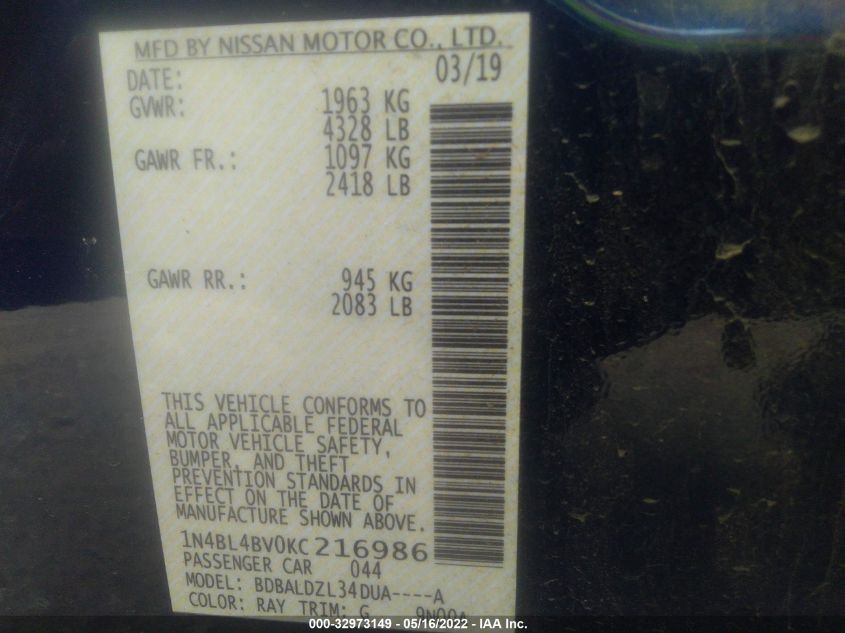 MFD BY NISSAN MOTOR CO., LTD.
DATE: 03/19
GVWR: 1963 KG
4328 LB
GAWR FR.: 1097 KG
2418 LB
GAWR RR.: 945 KG
2083 LB
THIS VEHICLE CONFORMS TO
ALL APPLICABLE FEDERAL
MOTOR VEHICLE SAFETY,
BUMPER, AND THEFT
PREVENTION STANDARDS IN
EFFECT ON THE DATE OF
MANUFACTURE SHOWN ABOVE.
1N4BL4BV0KC216986
PASSENGER CAR 044
MODEL: BDBALDZL34DUA----A
COLOR: RAY TRIM: G 9N00A
000-32973149 - 05/16/2022 - IAA Inc.